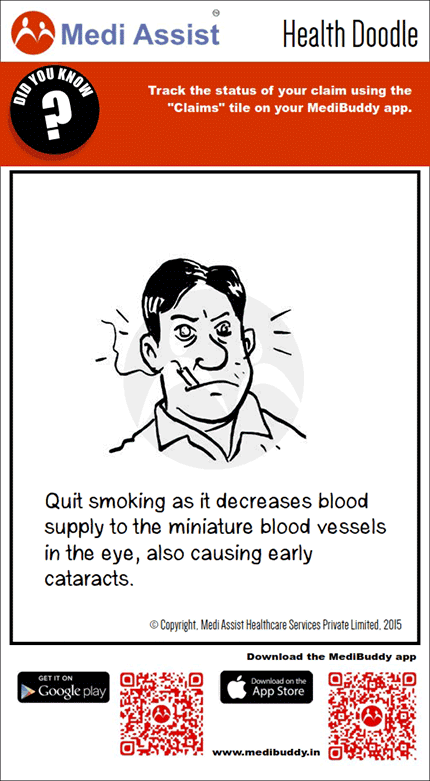 Medi Assist
Health Doodle
DID YOU KNOW
?
Track the status of your claim using the
"Claims" tile on your MediBuddy app.
Quit smoking as it decreases blood
supply to the miniature blood vessels
in the eye, also causing early
cataracts.
© Copyright, Medi Assist Healthcare Services Private Limited, 2015
Download the MediBuddy app
GET IT ON
Google play
Download on the
App Store
www.medibuddy.in